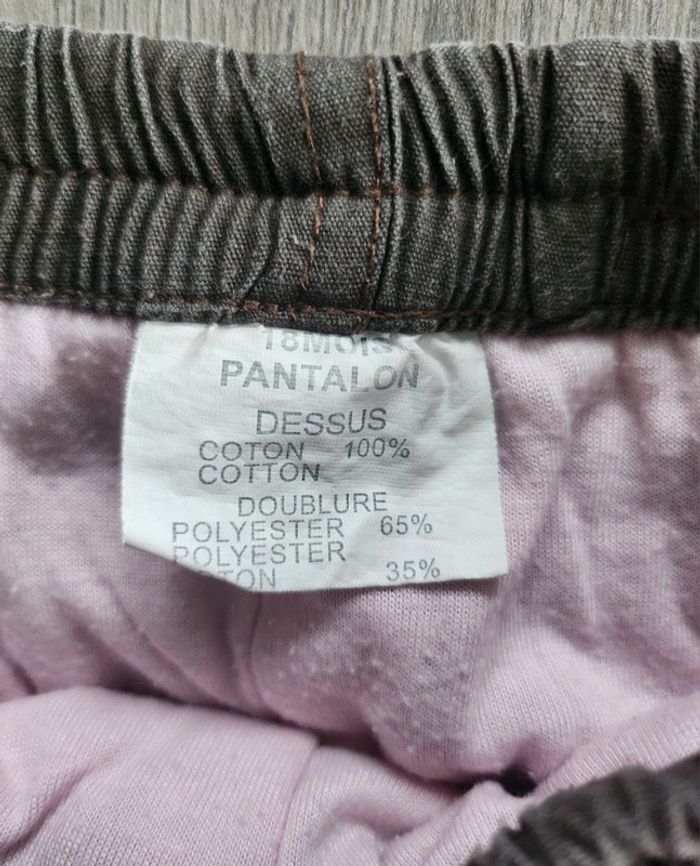 18MOIS
PANTALON
DESSUS
COTON 100%
COTTON
DOUBLURE
POLYESTER 65%
POLYESTER
TON 35%